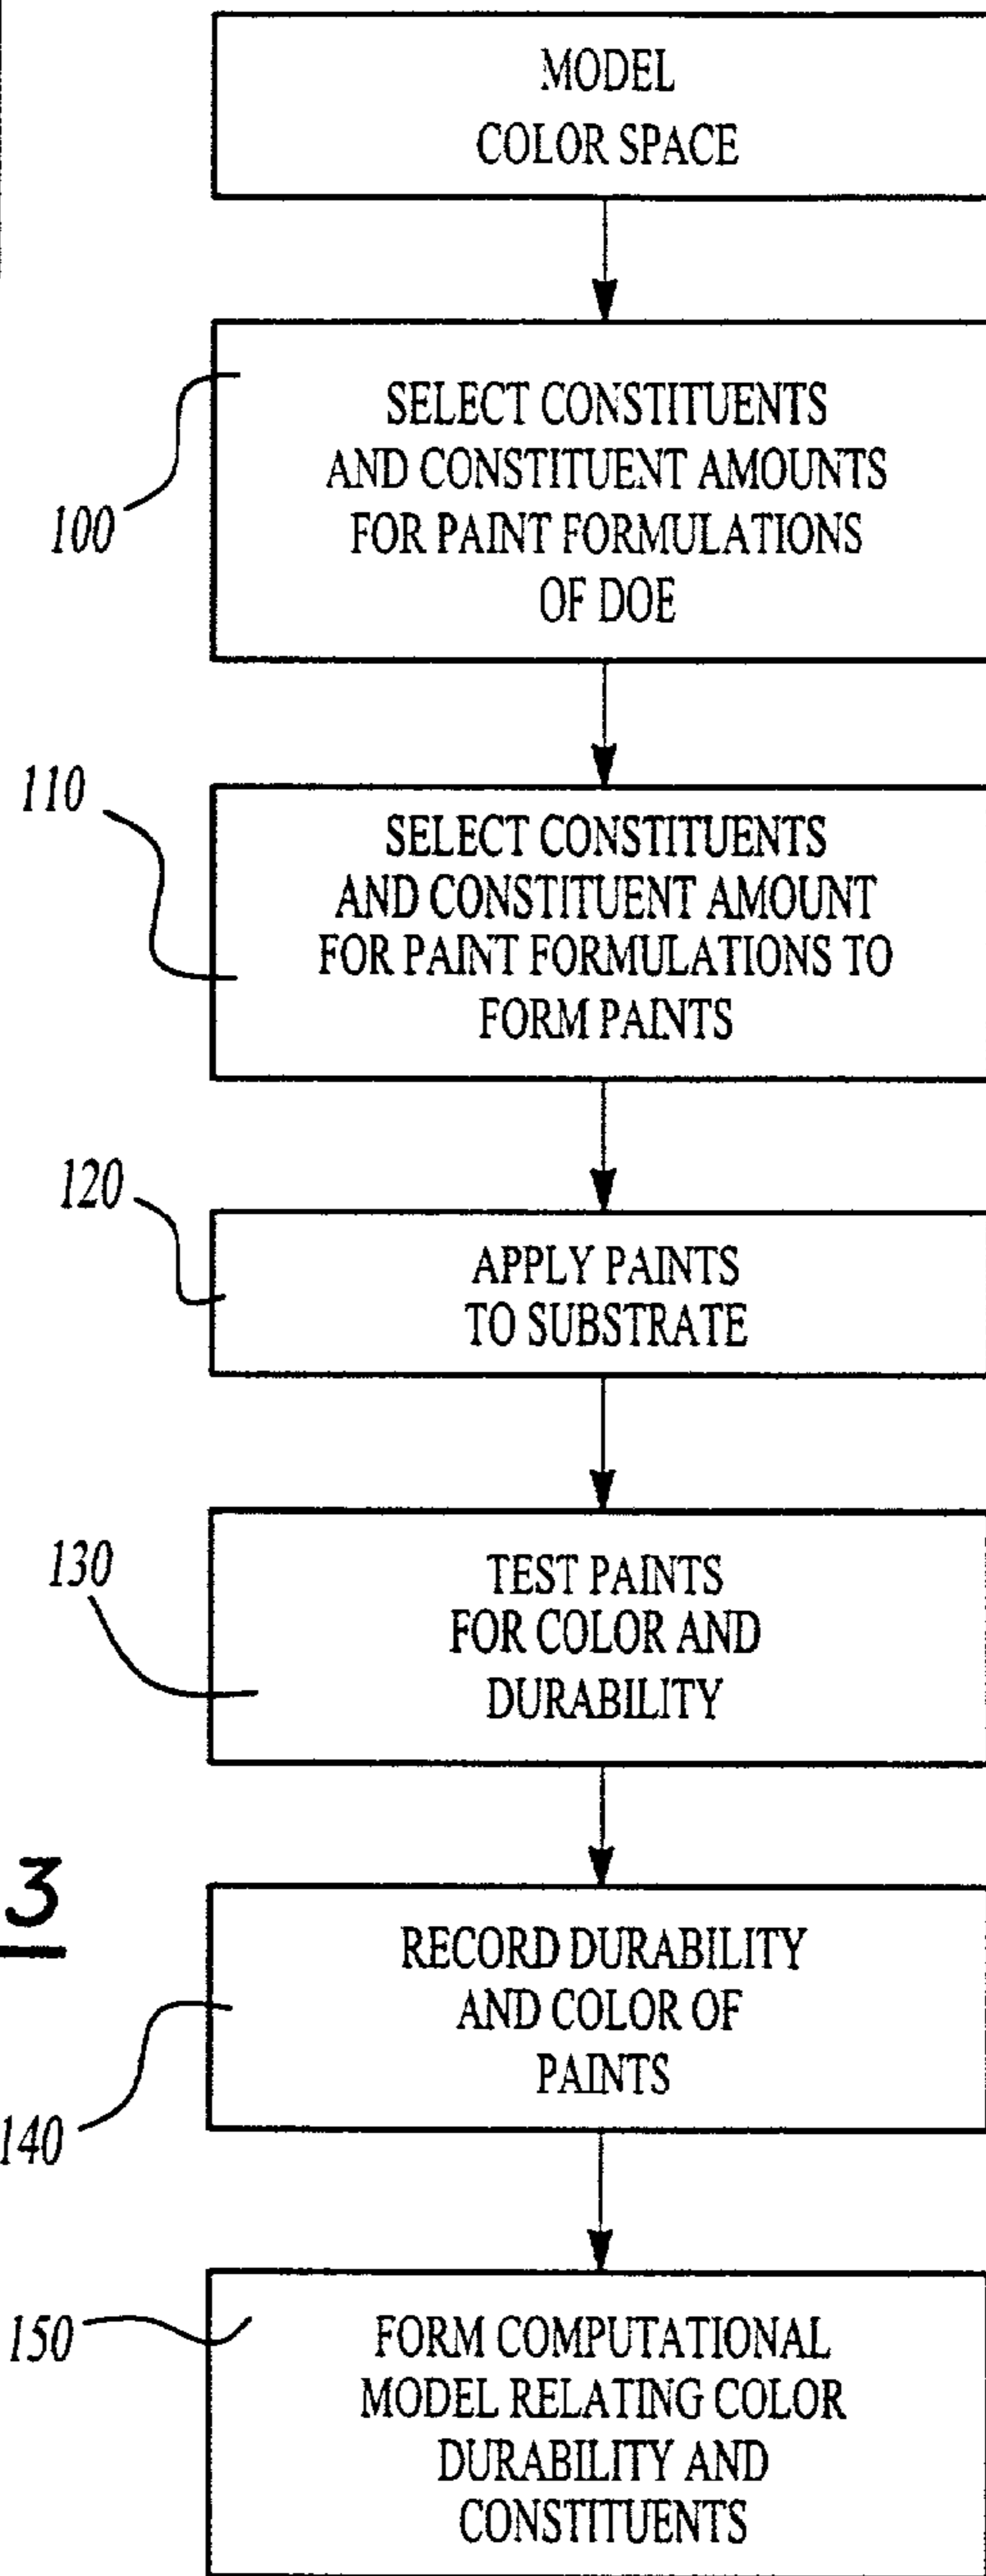 MODEL
COLOR SPACE
100
SELECT CONSTITUENTS
AND CONSTITUENT AMOUNTS
FOR PAINT FORMULATIONS
OF DOE
110
SELECT CONSTITUENTS
AND CONSTITUENT AMOUNT
FOR PAINT FORMULATIONS TO
FORM PAINTS
120
APPLY PAINTS
TO SUBSTRATE
130
TEST PAINTS
FOR COLOR AND
DURABILITY
3
140
RECORD DURABILITY
AND COLOR OF
PAINTS
150
FORM COMPUTATIONAL
MODEL RELATING COLOR
DURABILITY AND
CONSTITUENTS